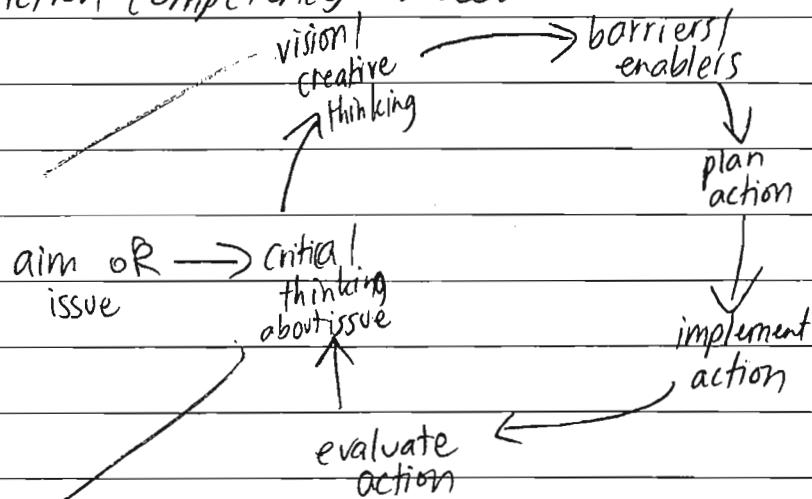 vision/
creative
thinking
barriers/
enablers
plan
action
aim OR
issue
critical
thinking
about issue
implement
action
evaluate
action